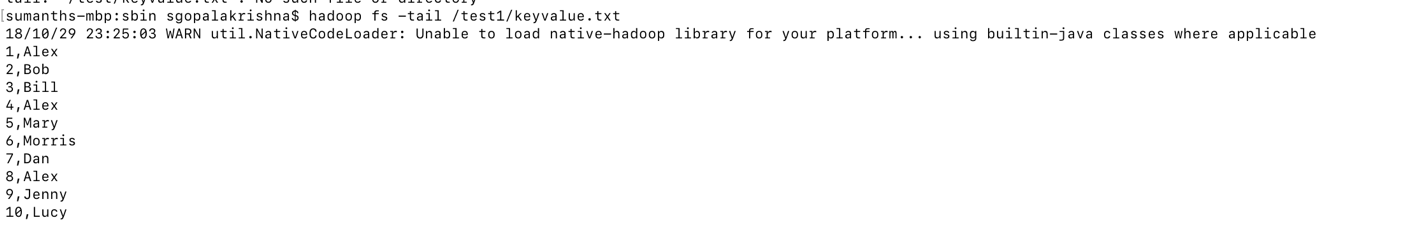 [sumanths-mbp:sbin sgopalakrishna$ hadoop fs -tail /test1/keyvalue.txt
18/10/29 23:25:03 WARN util.NativeCodeLoader: Unable to load native-hadoop library for your platform... using builtin-java classes where applicable
1,Alex
2,Bob
3,Bill
4,Alex
5,Mary
6,Morris
7,Dan
8,Alex
9,Jenny
10,Lucy